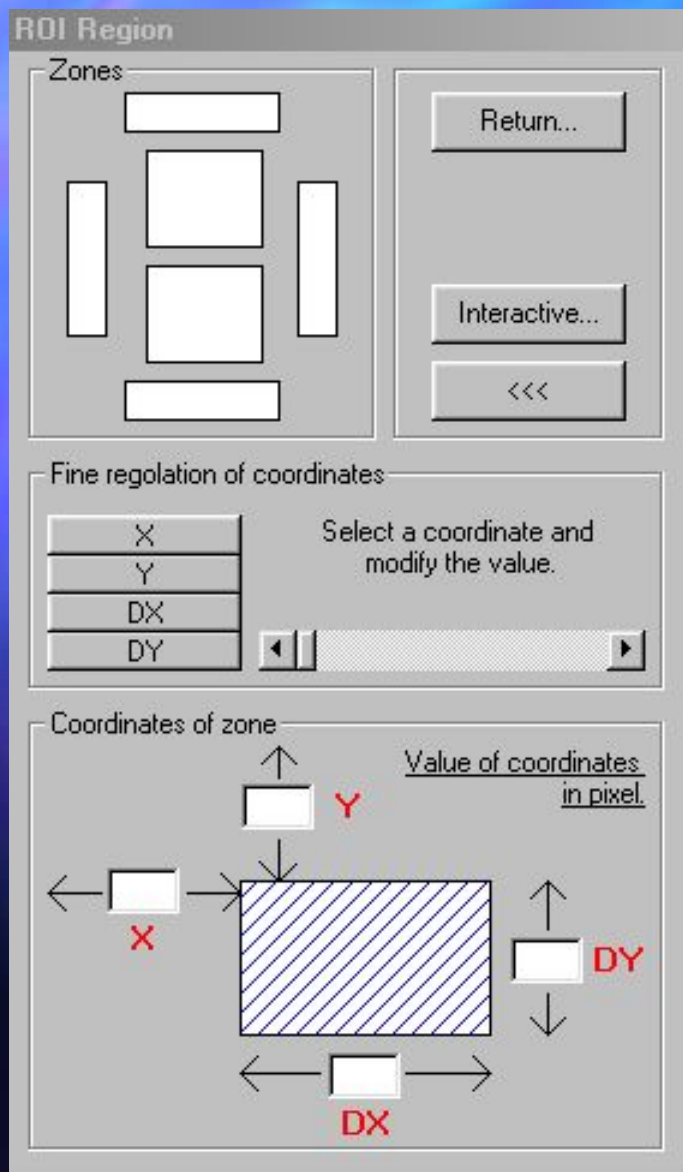 ROI Region
Zones
Return...
Interactive...
<<<
Fine regolation of coordinates
X
Y
DX
DY
Select a coordinate and
modify the value.
Coordinates of zone
Value of coordinates
in pixel.
Y
X
DY
DX